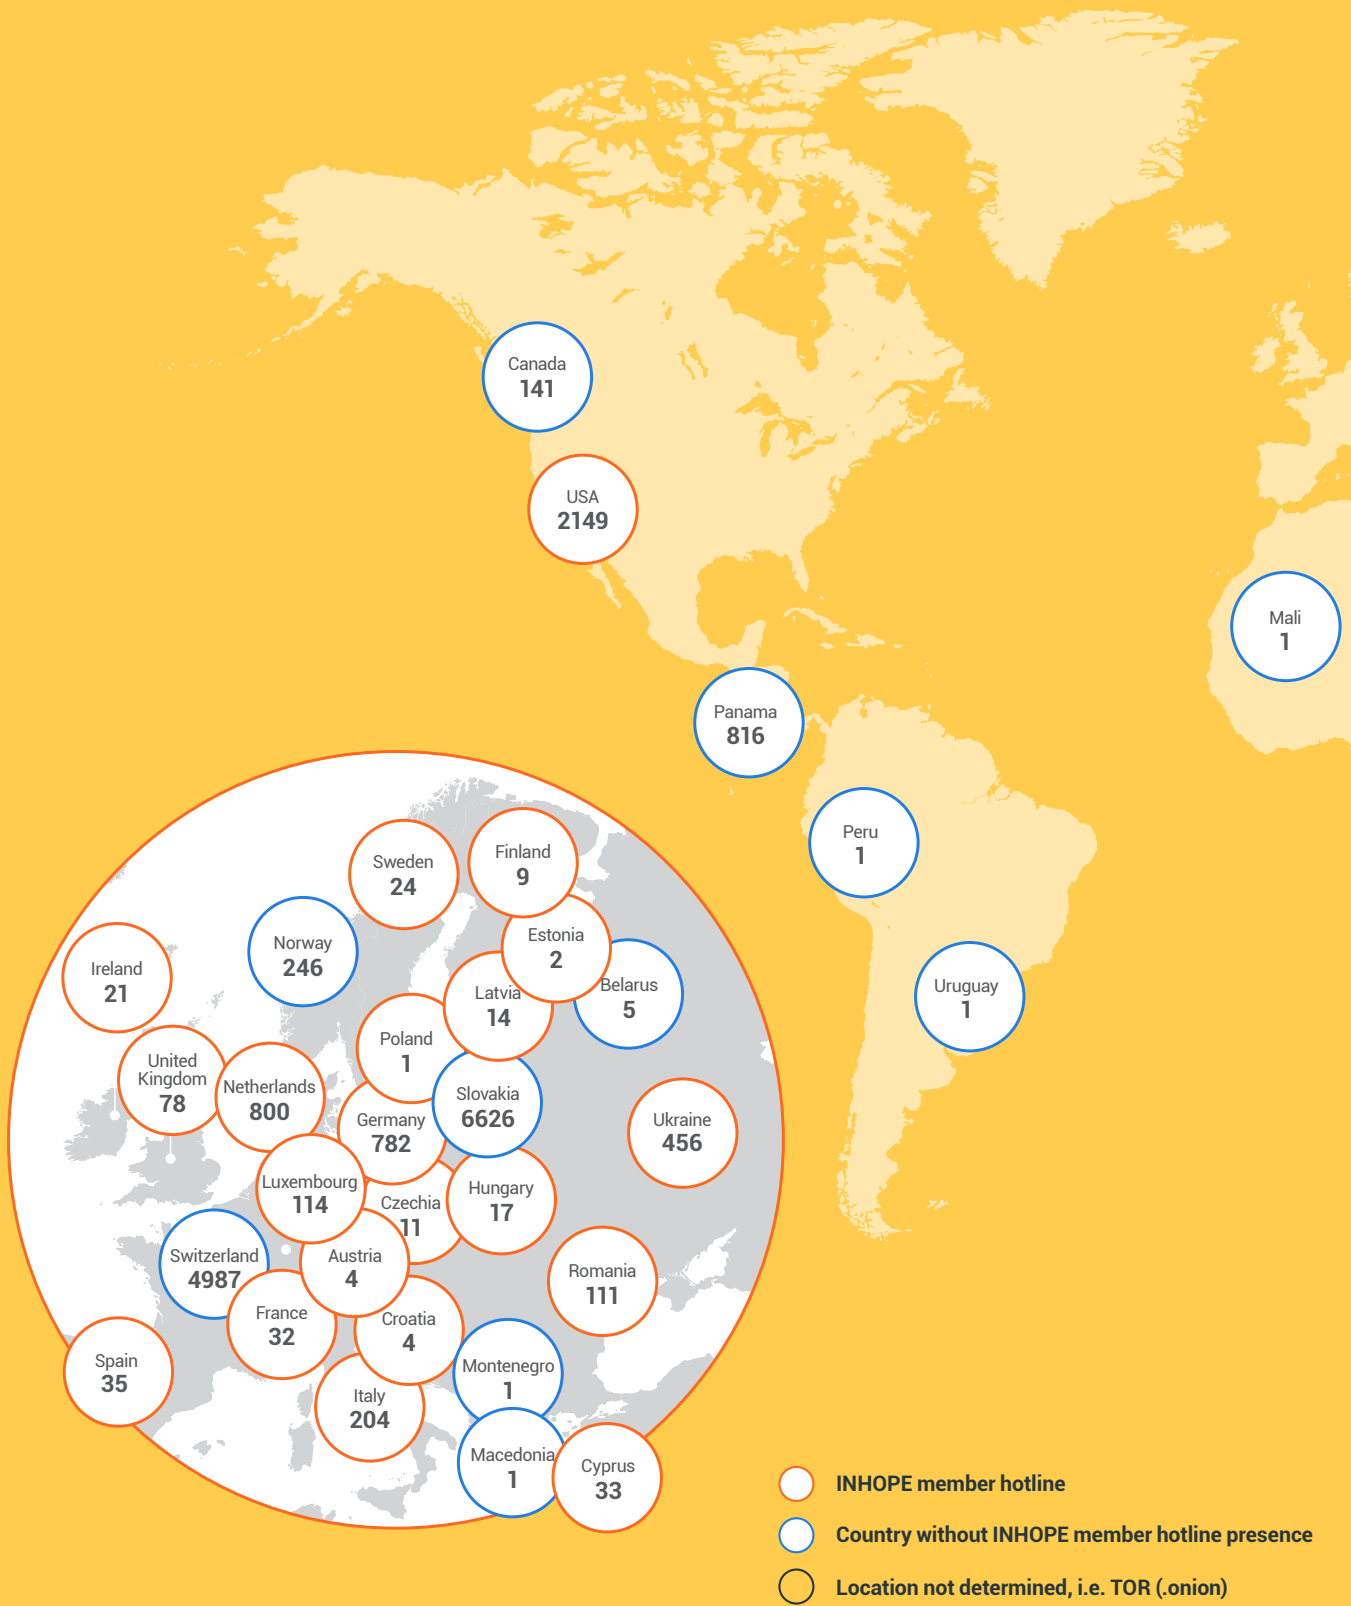 Canada
141
USA
2149
Mali
1
Panama
816
Peru
1
Uruguay
1
Sweden
24
Finland
9
Norway
246
Estonia
2
Ireland
21
Latvia
14
Belarus
5
Poland
1
United
Kingdom
78
Netherlands
800
Germany
782
Slovakia
6626
Ukraine
456
Luxembourg
114
Czechia
11
Hungary
17
Switzerland
4987
Austria
4
Romania
111
France
32
Croatia
4
Spain
35
Italy
204
Montenegro
1
Macedonia
1
Cyprus
33
INHOPE member hotline
Country without INHOPE member hotline presence
Location not determined, i.e. TOR (.onion)